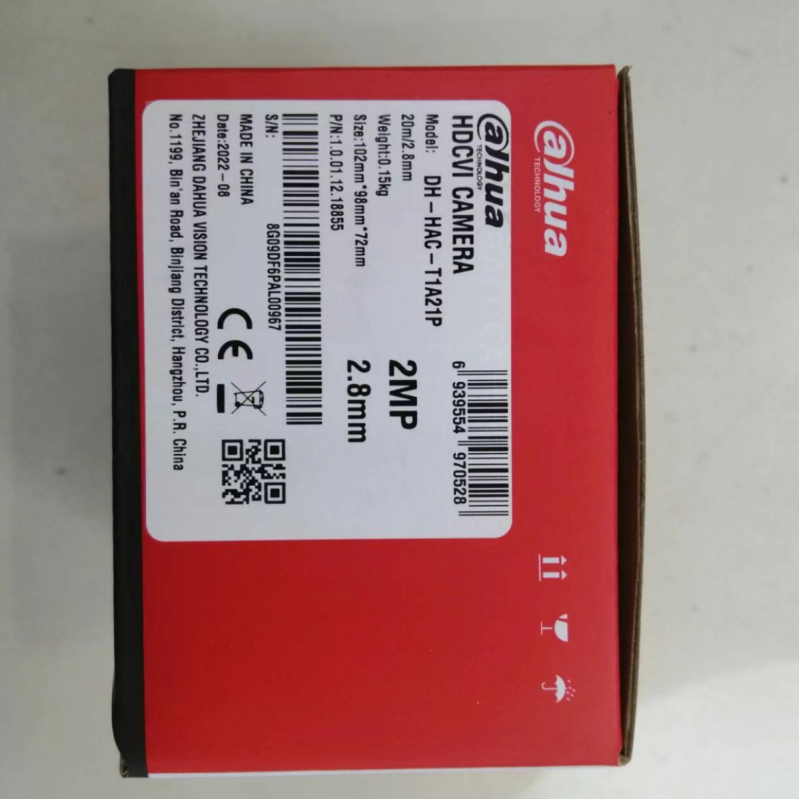 alhua
TECHNOLOGY
alhua
TECHNOLOGY
HDCVI CAMERA
Model: DH-HAC-T1A21P
20m/2.8mm
Weight:0.15kg
Size:102mm*98mm*72mm
P/N:1.0.01.12.18855
6 939554 970528
2MP
2.8mm
S/N:
8G09DF6PAL00967
MADE IN CHINA
Date:2022-08
ZHEJIANG DAHUA VISION TECHNOLOGY CO.,LTD.
No.1199, Bin'an Road, Binjiang District, Hangzhou, P.R. China
CE